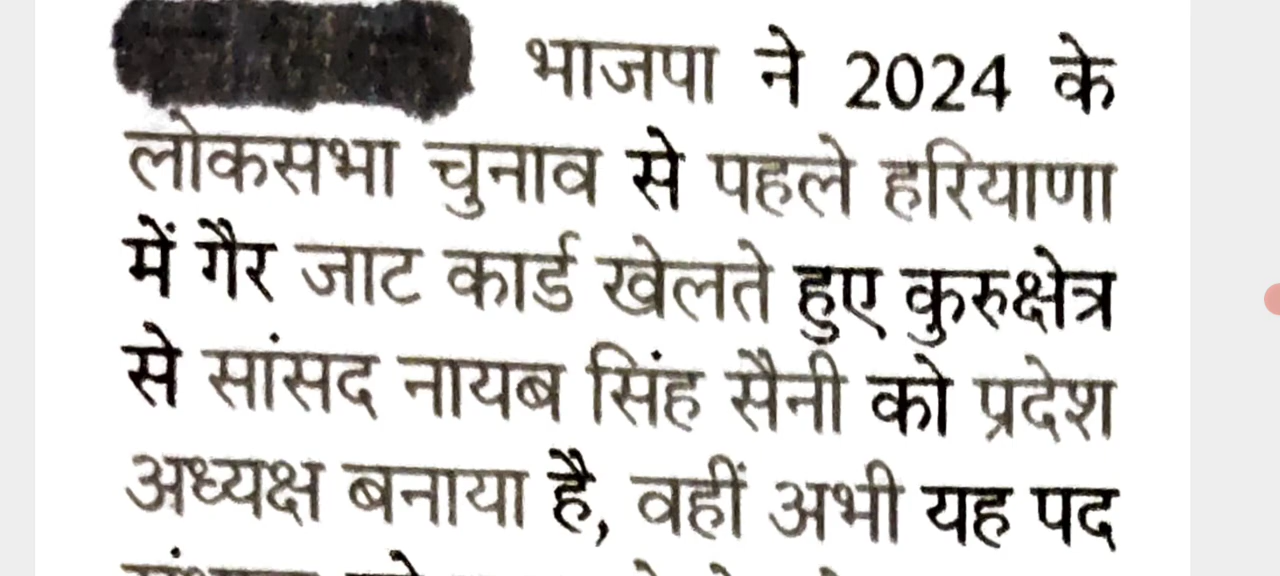 भाजपा ने 2024 के
लोकसभा चुनाव से पहले हरियाणा
में गैर जाट कार्ड खेलते हुए कुरुक्षेत्र
से सांसद नायब सिंह सैनी को प्रदेश
अध्यक्ष बनाया है, वहीं अभी यह पद